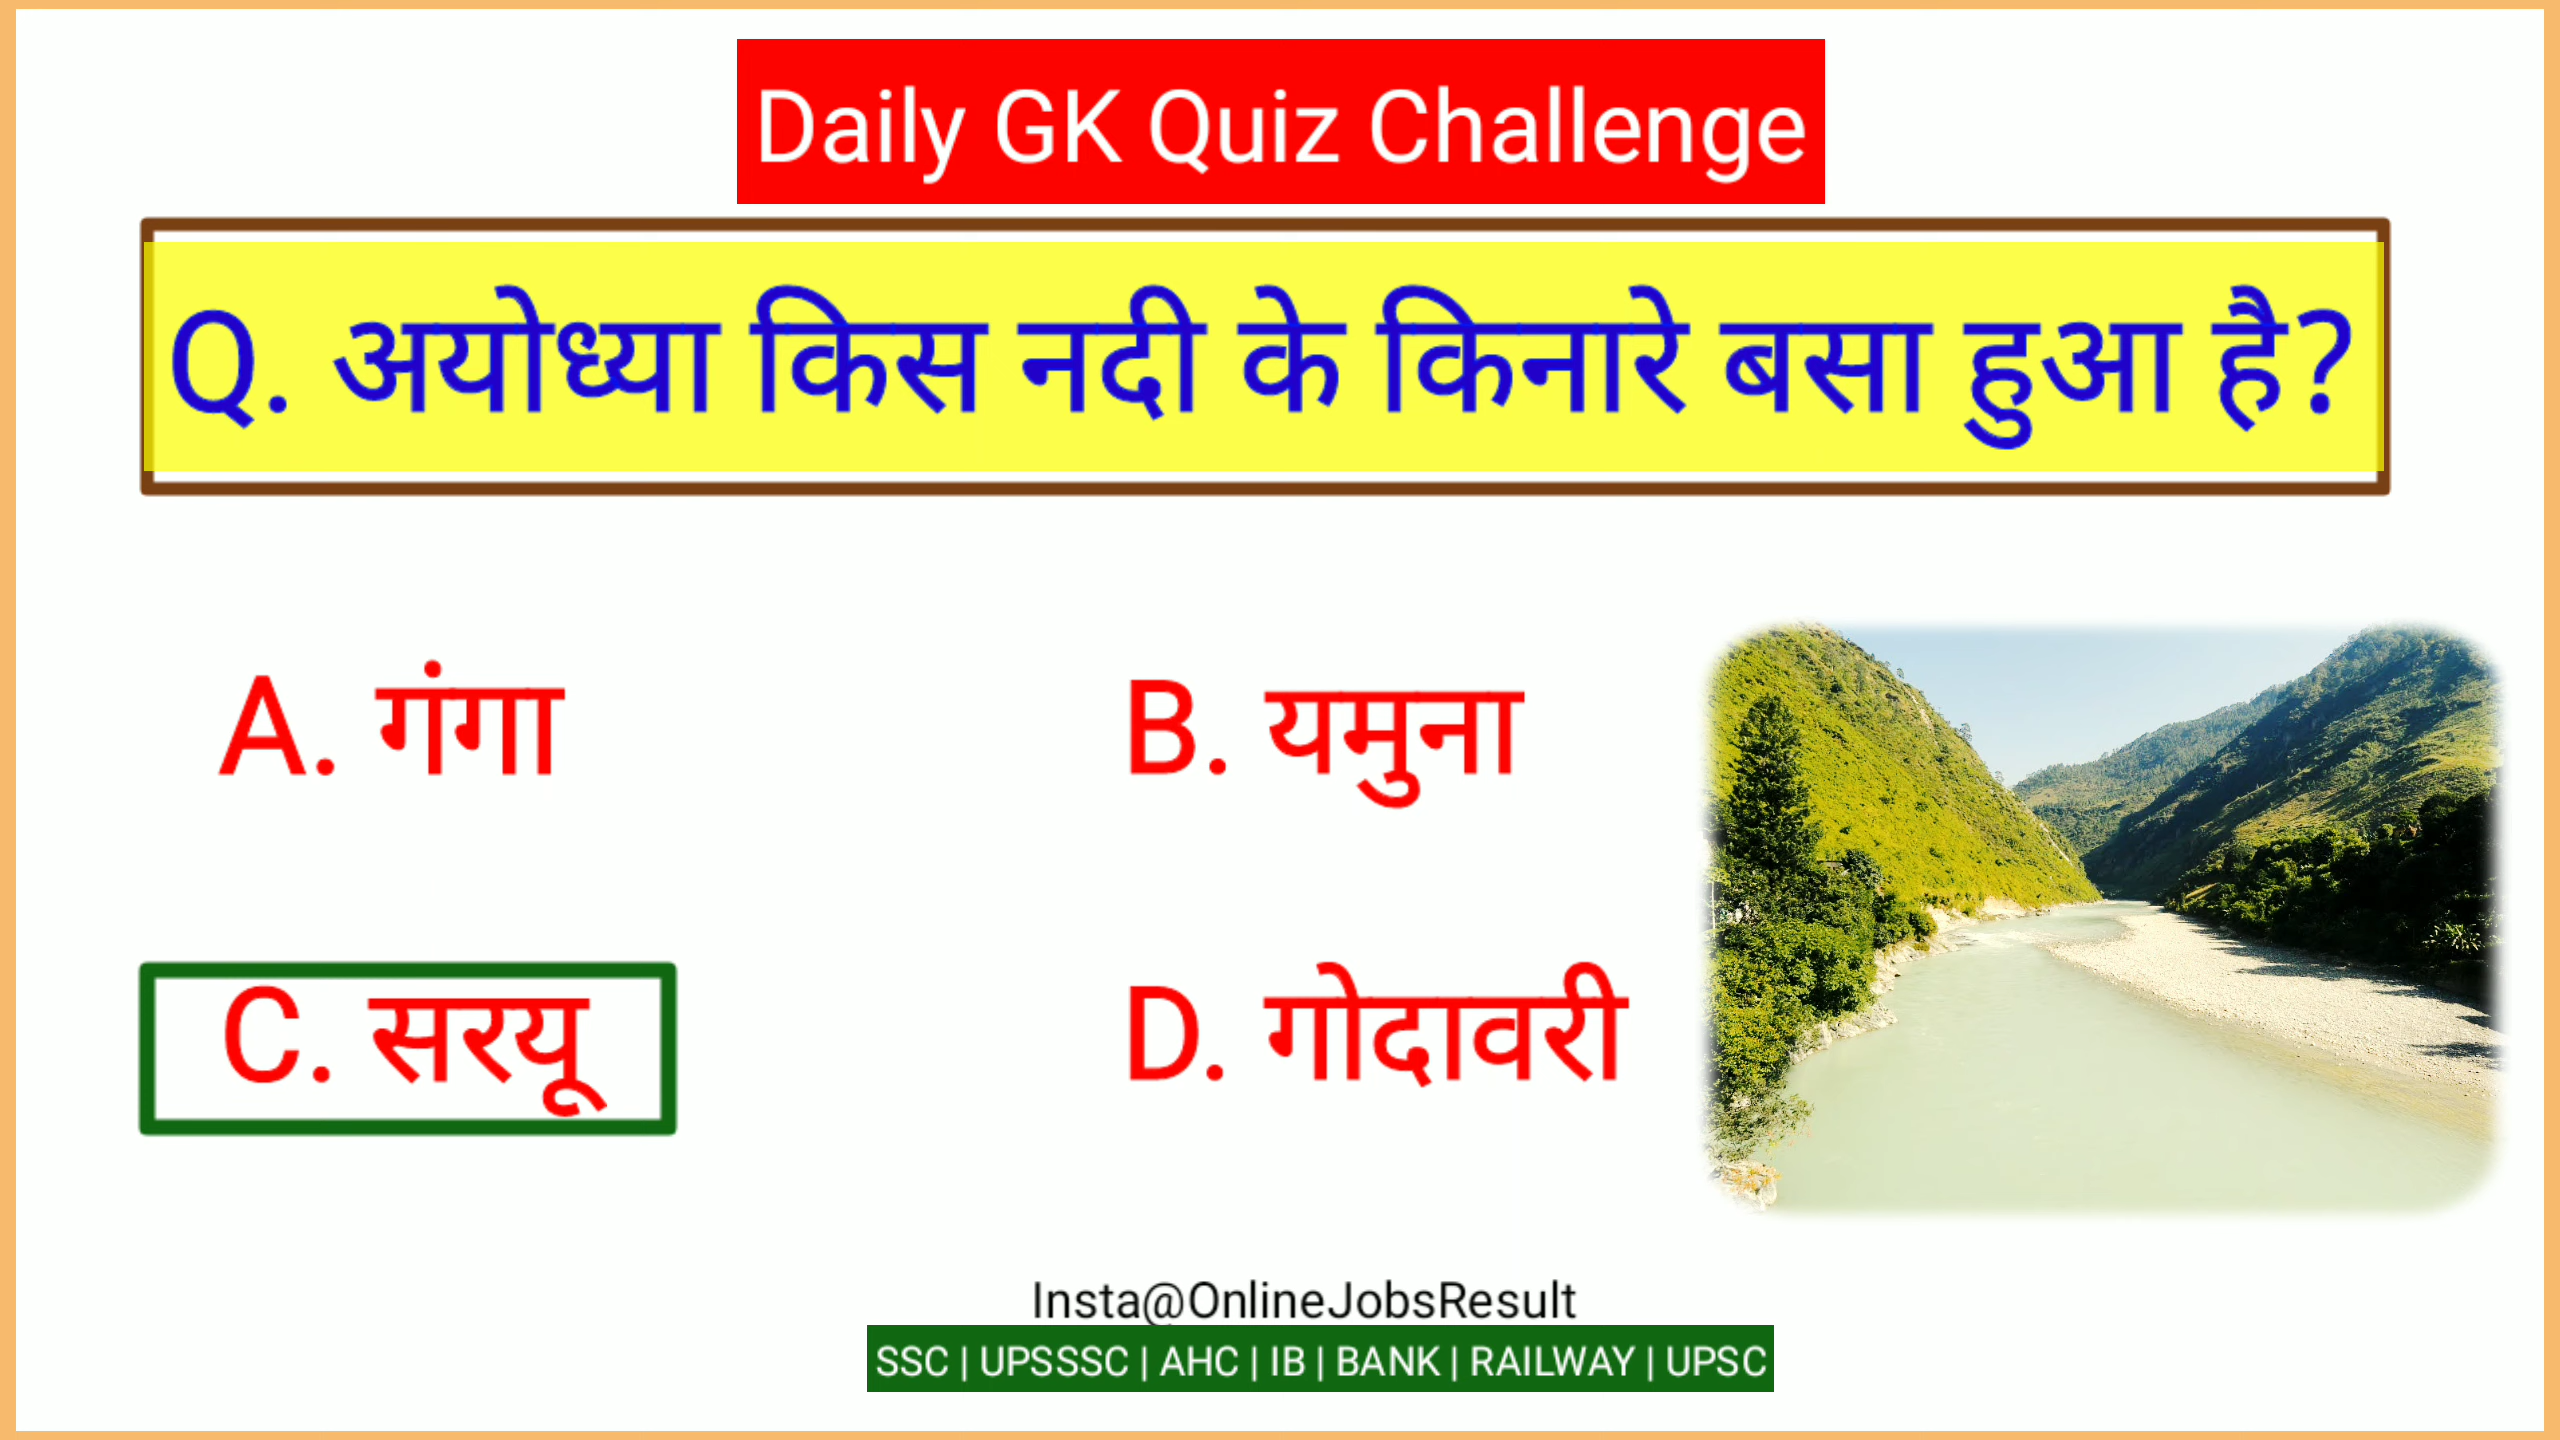 Daily GK Quiz Challenge
Q. अयोध्या किस नदी के किनारे बसा हुआ है?
A. गंगा
B. यमुना
C. सरयू
D. गोदावरी
Insta@OnlineJobsResult
SSC | UPSSSC | AHC | IB | BANK | RAILWAY | UPSC